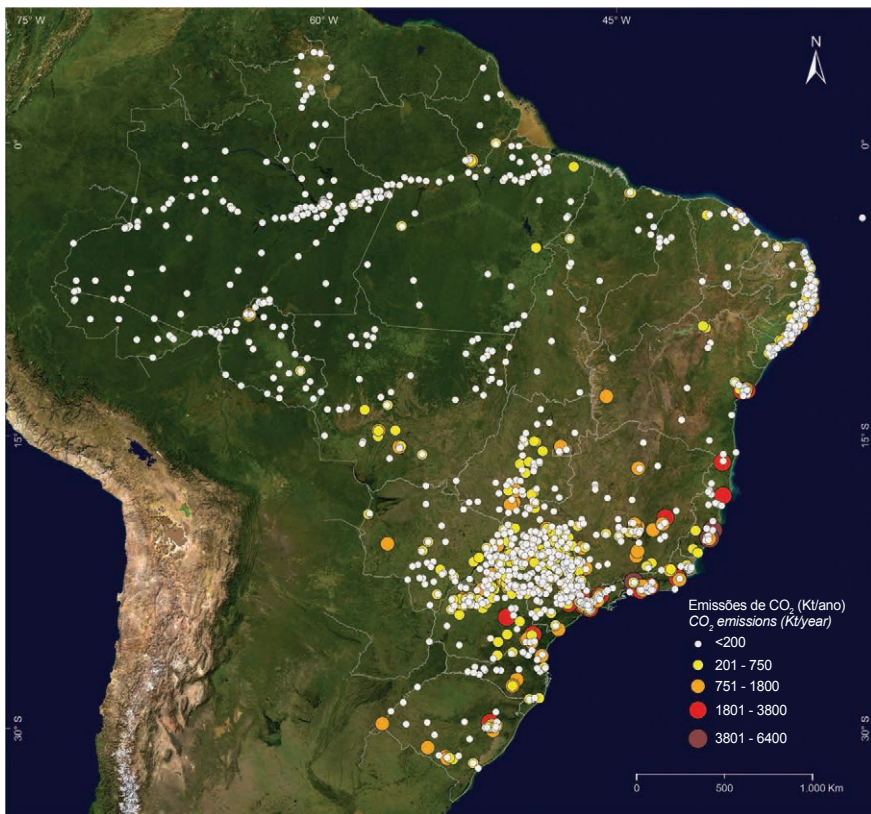 75° W 60° W 45° W
N
0° 0°
15° S 15° S
30° S 30° S
Emissões de CO₂ (Kt/ano)
CO₂ emissions (Kt/year)
<200
201 - 750
751 - 1800
1801 - 3800
3801 - 6400
0 500 1.000 Km